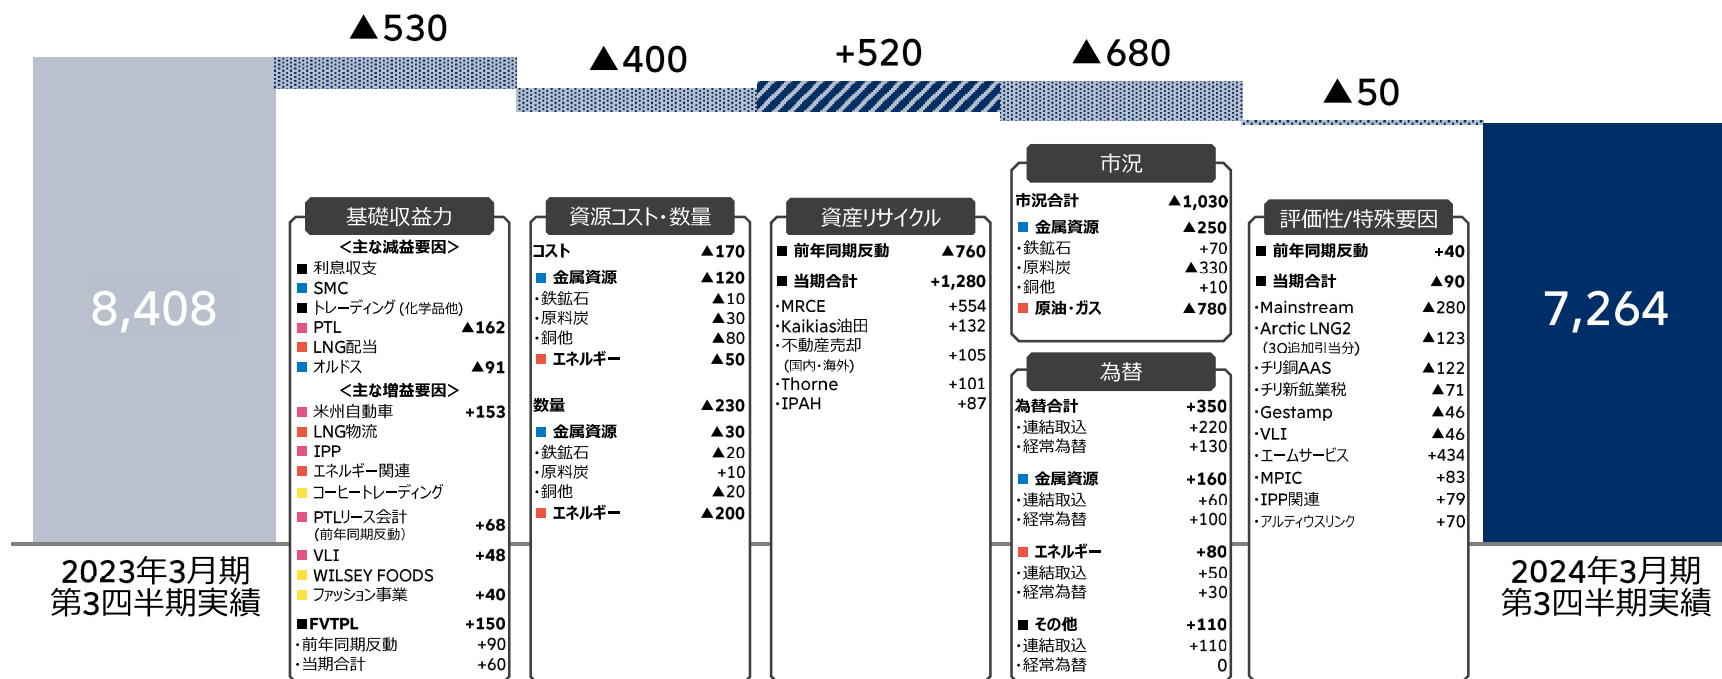 ▲530
▲400
+520
▲680
▲50
8,408
2023年3月期
第3四半期実績
基礎収益力
＜主な減益要因＞
■ 利息収支
■ SMC
■ トレーディング (化学品他)
■ PTL ▲162
■ LNG配当
■ オルドス ▲91
＜主な増益要因＞
■ 米州自動車 +153
■ LNG物流
■ IPP
■ エネルギー関連
■ コーヒートレーディング
■ PTLリース会計 +68
(前年同期反動)
■ VLI +48
■ WILSEY FOODS
■ ファッション事業 +40
■FVTPL +150
・前年同期反動 +90
・当期合計 +60
資源コスト・数量
コスト ▲170
■ 金属資源 ▲120
・鉄鉱石 ▲10
・原料炭 ▲30
・銅他 ▲80
■ エネルギー ▲50
数量 ▲230
■ 金属資源 ▲30
・鉄鉱石 ▲20
・原料炭 +10
・銅他 ▲20
■ エネルギー ▲200
資産リサイクル
■ 前年同期反動 ▲760
■ 当期合計 +1,280
・MRCE +554
・Kaikias油田 +132
・不動産売却 +105
(国内・海外)
・Thorne +101
・IPAH +87
市況
市況合計 ▲1,030
■ 金属資源 ▲250
・鉄鉱石 +70
・原料炭 ▲330
・銅他 +10
■ 原油・ガス ▲780
為替
為替合計 +350
・連結取込 +220
・経常為替 +130
■ 金属資源 +160
・連結取込 +60
・経常為替 +100
■ エネルギー +80
・連結取込 +50
・経常為替 +30
■ その他 +110
・連結取込 +110
・経常為替 0
評価性/特殊要因
■ 前年同期反動 +40
■ 当期合計 ▲90
・Mainstream ▲280
・Arctic LNG2 ▲123
(3Q追加引当分)
・チリ銅AAS ▲122
・チリ新鉱業税 ▲71
・Gestamp ▲46
・VLI ▲46
・エームサービス +434
・MPIC +83
・IPP関連 +79
・アルティウスリンク +70
7,264
2024年3月期
第3四半期実績